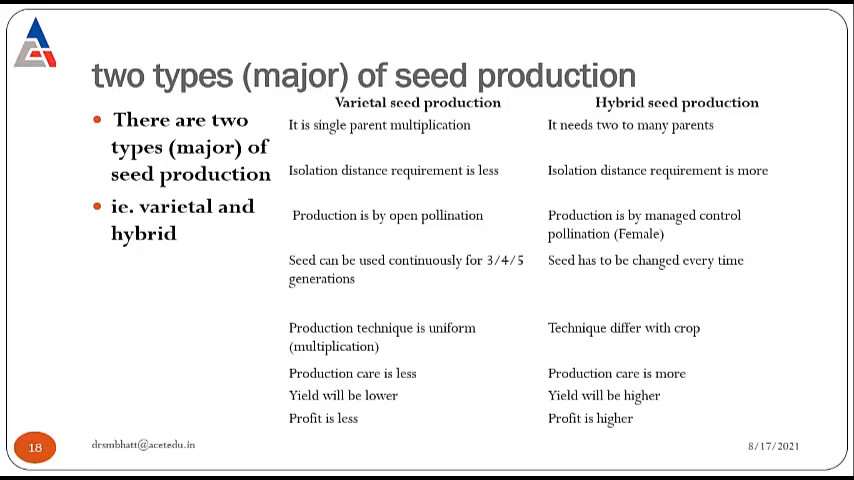 two types (major) of seed production
There are two
types (major) of
seed production
ie. varietal and
hybrid
Varietal seed production Hybrid seed production
It is single parent multiplication It needs two to many parents
Isolation distance requirement is less Isolation distance requirement is more
Production is by open pollination Production is by managed control
pollination (Female)
Seed can be used continuously for 3/4/5 Seed has to be changed every time
generations
Production technique is uniform Technique differ with crop
(multiplication)
Production care is less Production care is more
Yield will be lower Yield will be higher
Profit is less Profit is higher
18 drsmbhatt@acetedu.in 8/17/2021